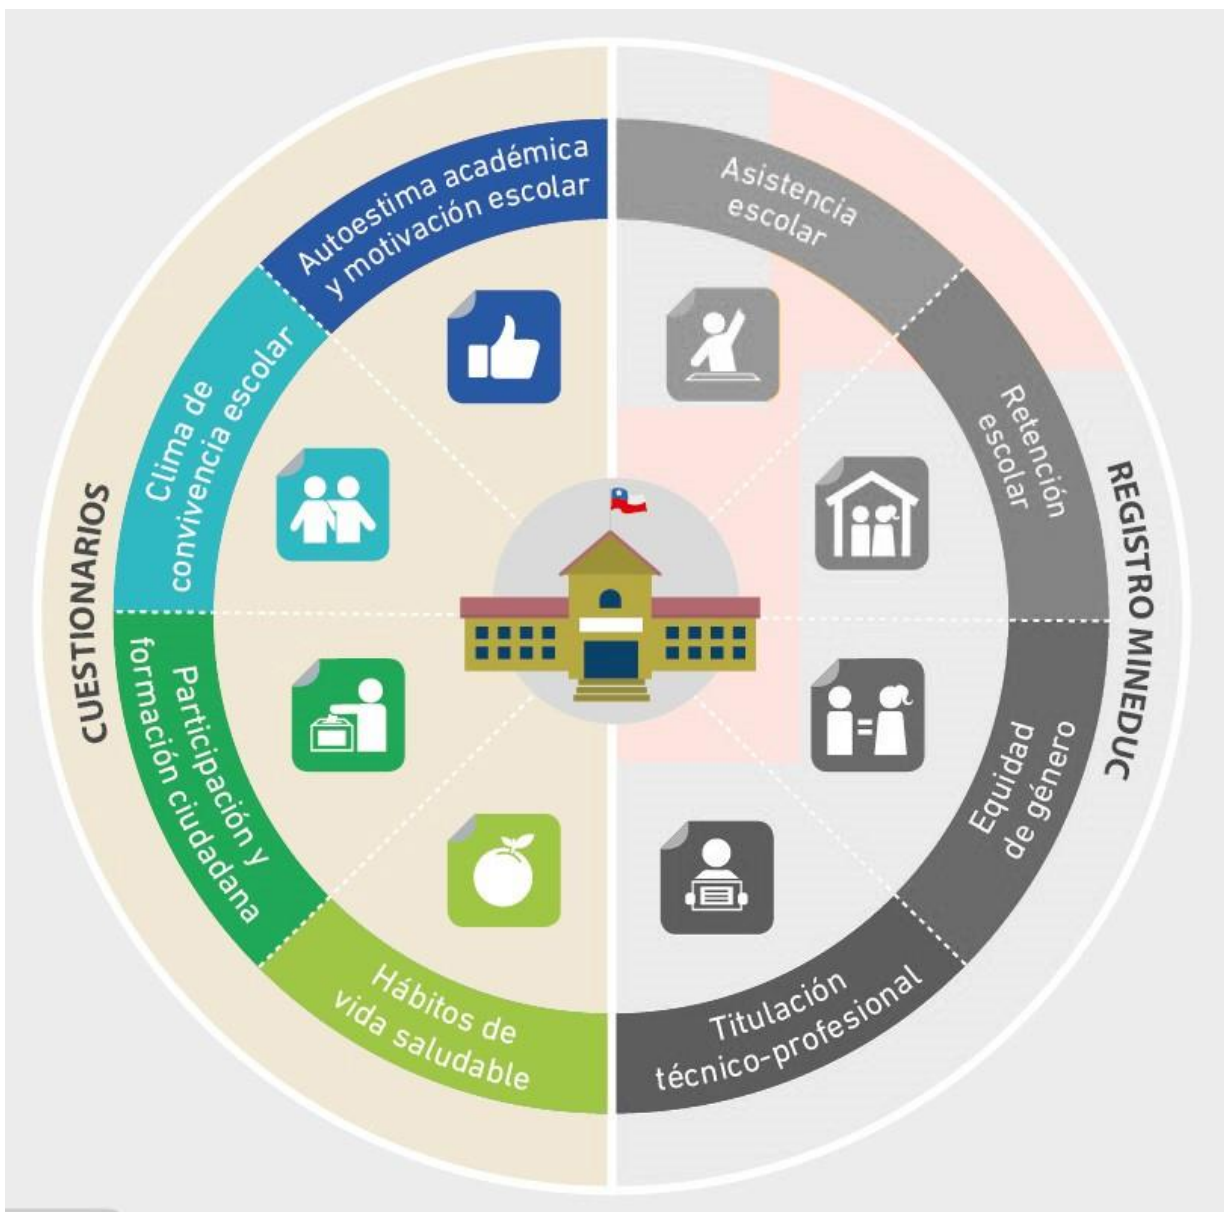 CUESTIONARIOS
Autoestima académica
y motivación escolar
Clima de
convivencia escolar
Participación y
formación ciudadana
Hábitos de
vida saludable
REGISTRO MINEDUC
Asistencia
escolar
Retención
escolar
Equidad
de género
Titulación
técnico-profesional